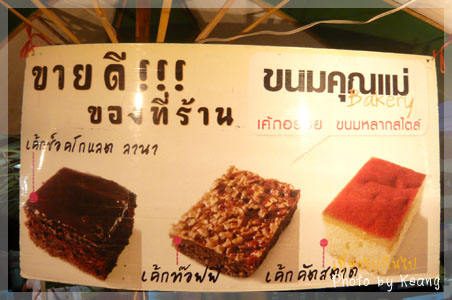 ขายดี!!!
ของที่ร้าน
ขนมคุณแม่
Bakery
เค้กอร่อย ขนมหลากสไตล์
เค้กช็อคโกแลต ลาวา
เค้กท๊อฟฟี่
เค้กคัสตาด
Photo by Keang